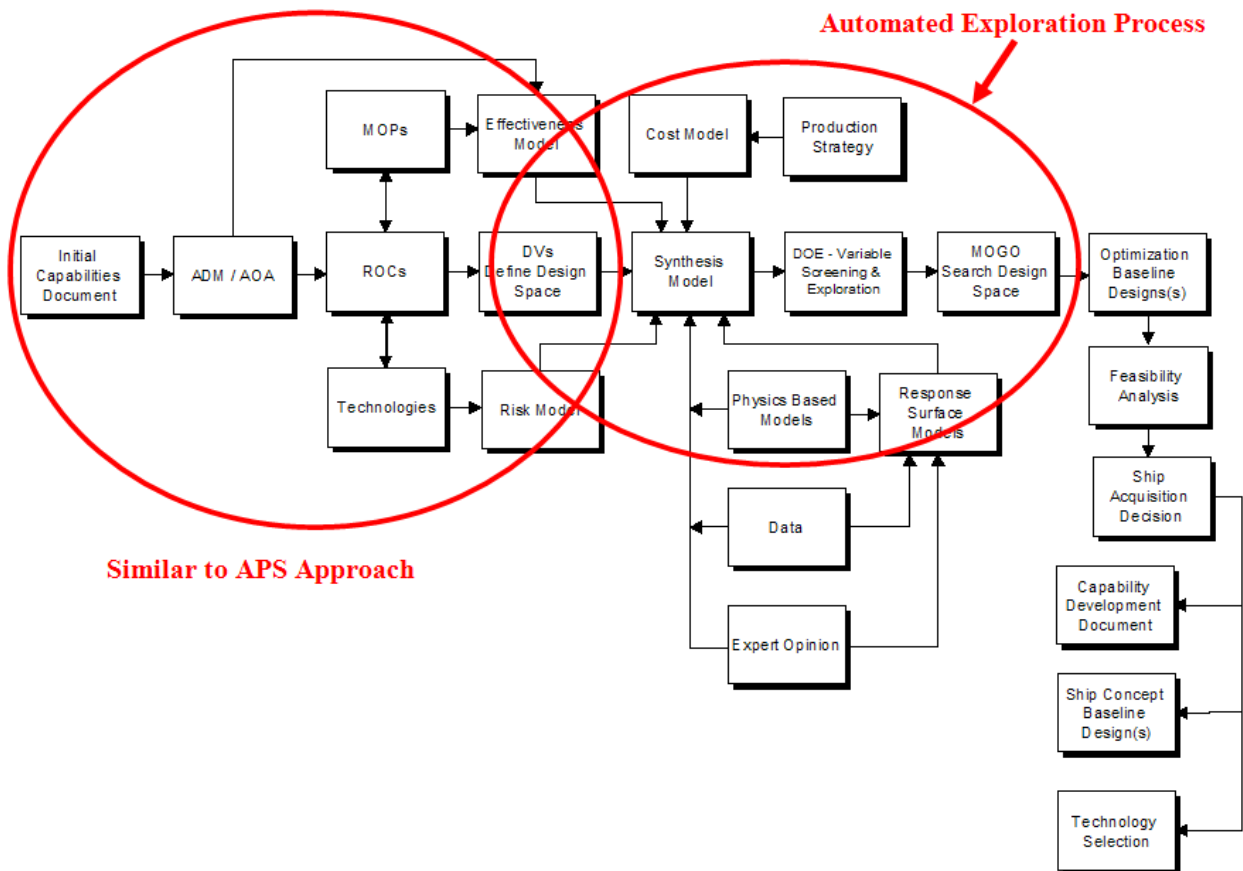 Automated Exploration Process
MOPs
Effectiveness
Model
Cost Model
Production
Strategy
Initial
Capabilities
Document
ADM / AOA
ROCs
DVs
Define Design
Space
Synthesis
Model
DOE - Variable
Screening &
Exploration
MOGO
Search Design
Space
Optimization
Baseline
Designs(s)
Technologies
Risk Model
Physics Based
Models
Response
Surface
Models
Feasibility
Analysis
Ship
Acquisition
Decision
Data
Similar to APS Approach
Expert Opinion
Capability
Development
Document
Ship Concept
Baseline
Design(s)
Technology
Selection